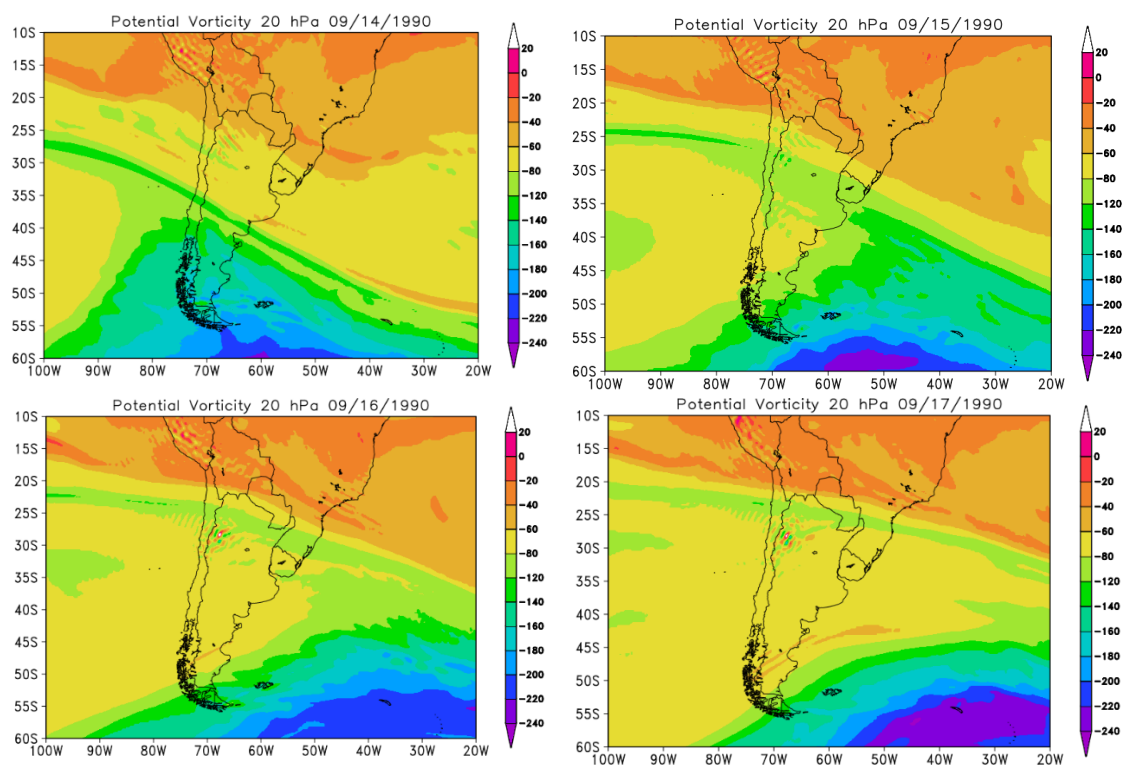 Potential Vorticity 20 hPa 09/14/1990
10S
15S
20S
25S
30S
35S
40S
45S
50S
55S
60S
100W 90W 80W 70W 60W 50W 40W 30W 20W
20
0
-20
-40
-60
-80
-120
-140
-160
-180
-200
-220
-240
Potential Vorticity 20 hPa 09/15/1990
10S
15S
20S
25S
30S
35S
40S
45S
50S
55S
60S
100W 90W 80W 70W 60W 50W 40W 30W 20W
20
0
-20
-40
-60
-80
-120
-140
-160
-180
-200
-220
-240
Potential Vorticity 20 hPa 09/16/1990
10S
15S
20S
25S
30S
35S
40S
45S
50S
55S
60S
100W 90W 80W 70W 60W 50W 40W 30W 20W
20
0
-20
-40
-60
-80
-120
-140
-160
-180
-200
-220
-240
Potential Vorticity 20 hPa 09/17/1990
10S
15S
20S
25S
30S
35S
40S
45S
50S
55S
60S
100W 90W 80W 70W 60W 50W 40W 30W 20W
20
0
-20
-40
-60
-80
-120
-140
-160
-180
-200
-220
-240